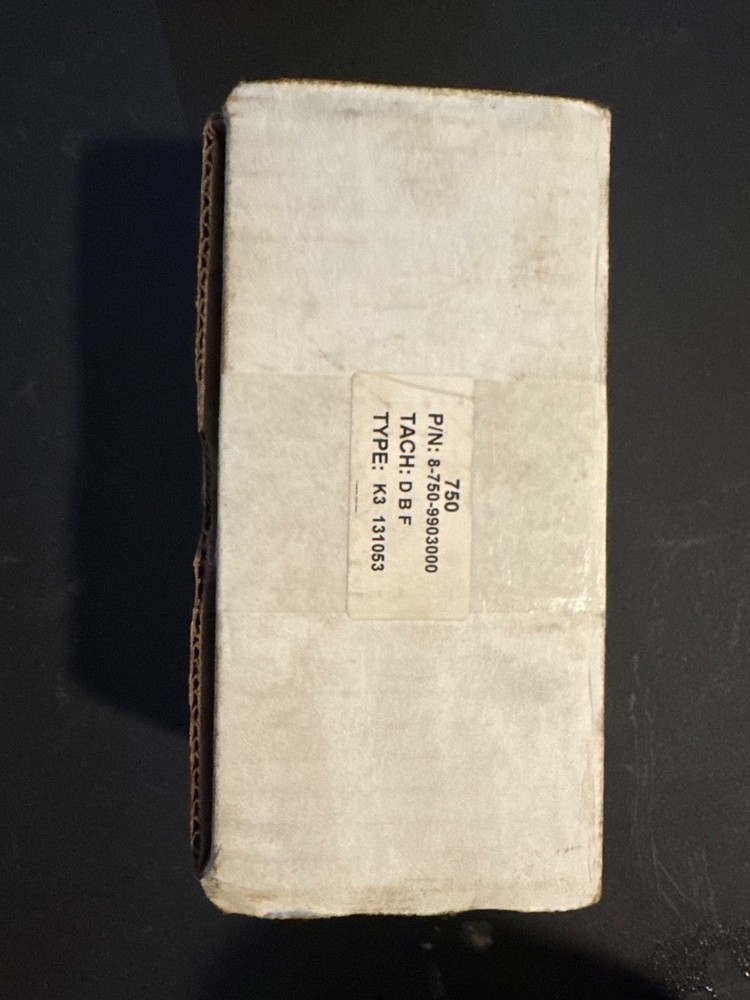 750
P/N: 8-750-9903000
TACH: D B F
TYPE: K3 131053